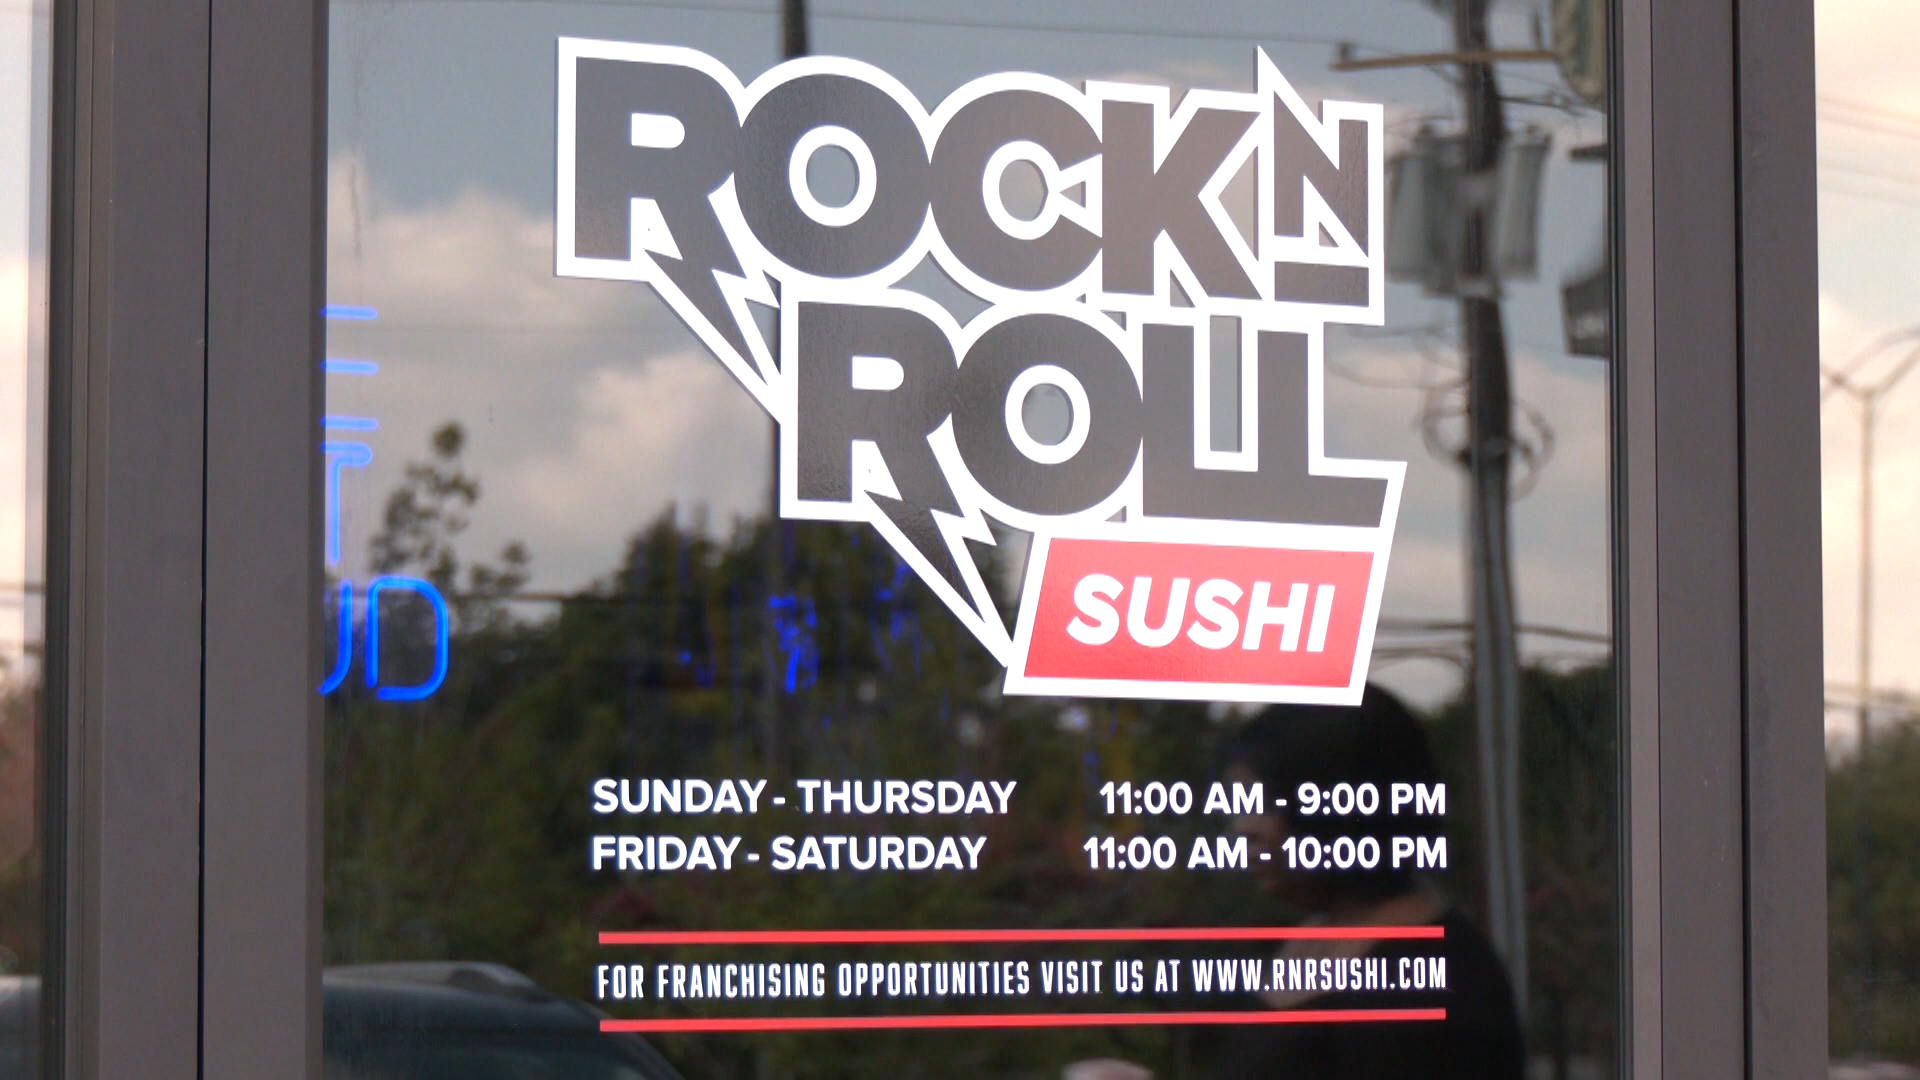 ROCK N
ROLL
SUSHI
SUNDAY - THURSDAY 11:00 AM - 9:00 PM
FRIDAY - SATURDAY 11:00 AM - 10:00 PM
FOR FRANCHISING OPPORTUNITIES VISIT US AT WWW.RNRSUSHI.COM